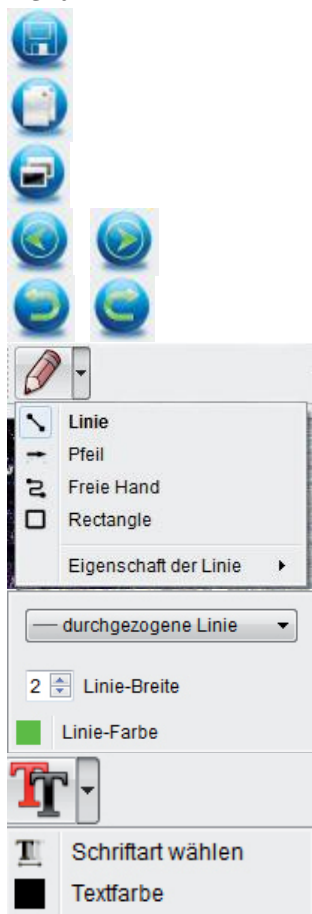 Linie
Pfeil
Freie Hand
Rectangle
Eigenschaft der Linie
durchgezogene Linie
2 Linie-Breite
Linie-Farbe
Schriftart wählen
Textfarbe